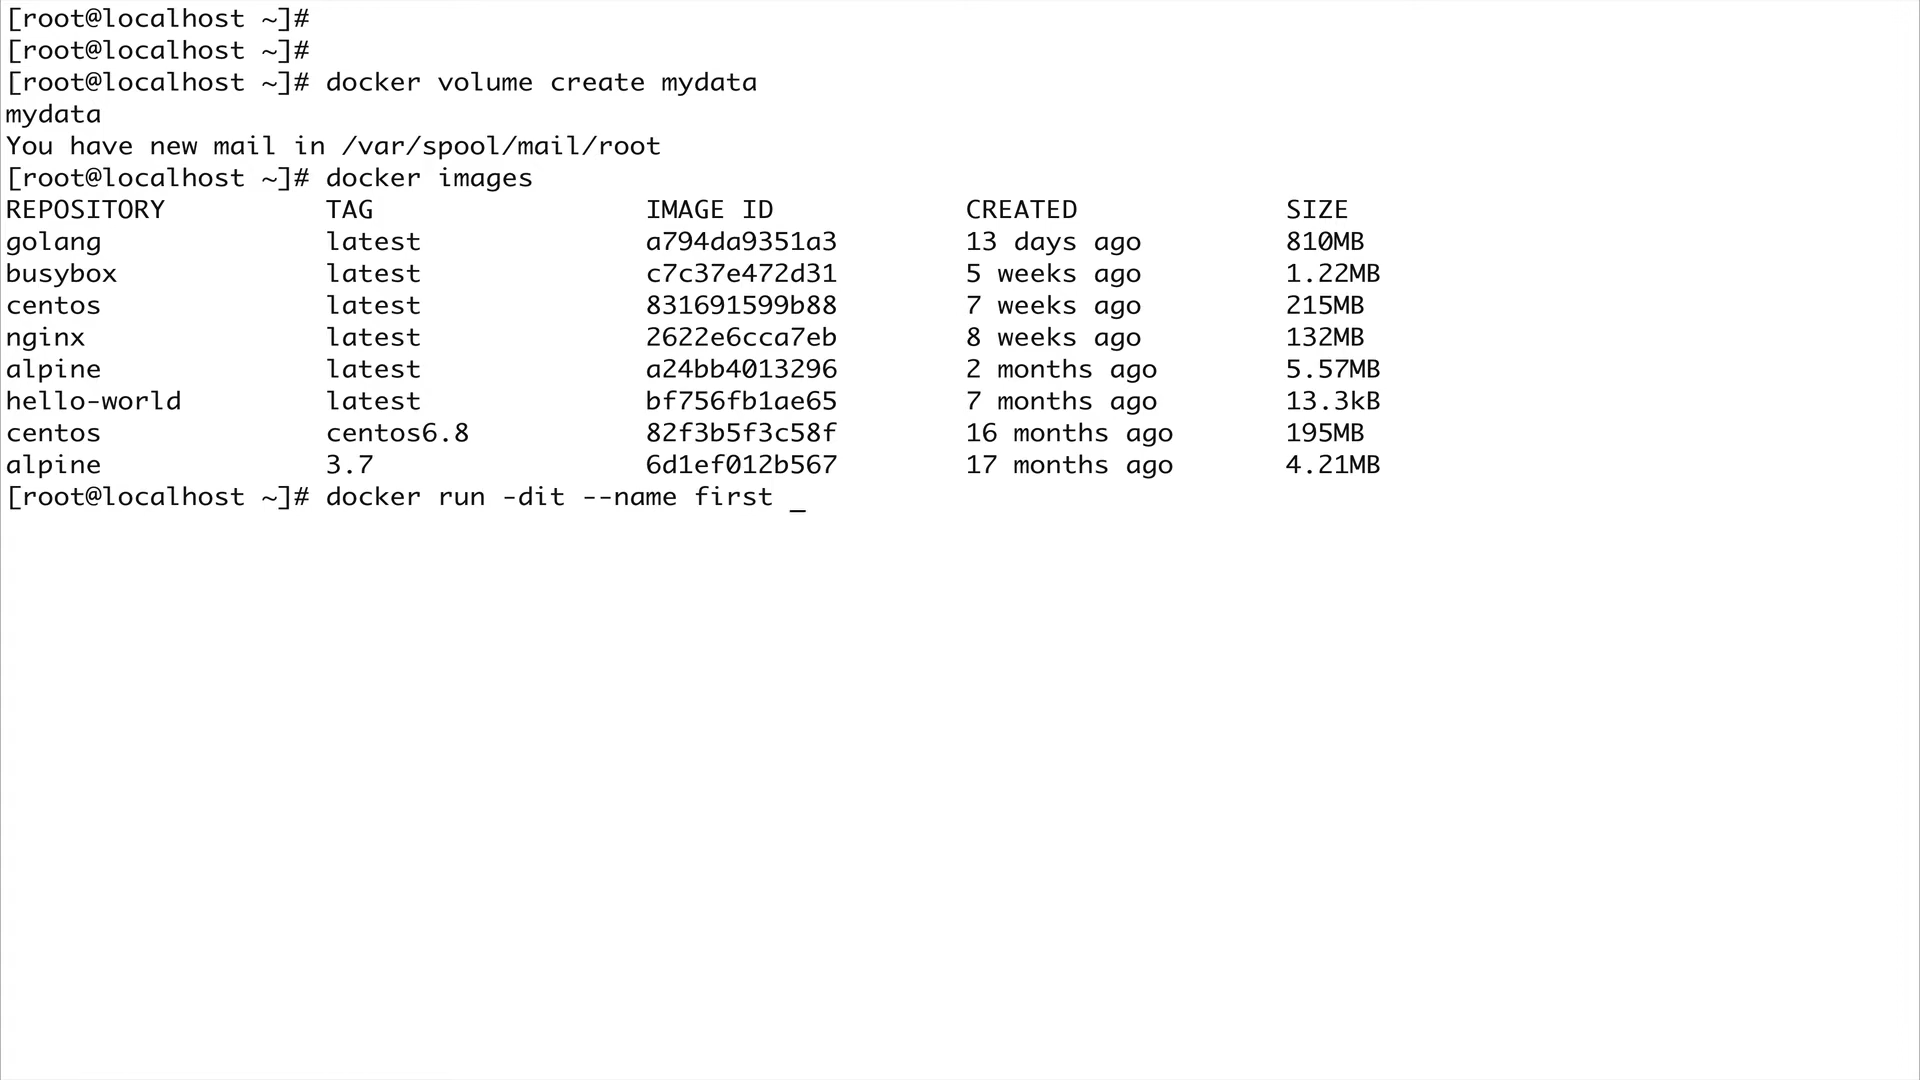 [root@localhost ~]#
[root@localhost ~]#
[root@localhost ~]# docker volume create mydata
mydata
You have new mail in /var/spool/mail/root
[root@localhost ~]# docker images
REPOSITORY TAG IMAGE ID CREATED SIZE
golang latest a794da9351a3 13 days ago 810MB
busybox latest c7c37e472d31 5 weeks ago 1.22MB
centos latest 831691599b88 7 weeks ago 215MB
nginx latest 2622e6cca7eb 8 weeks ago 132MB
alpine latest a24bb4013296 2 months ago 5.57MB
hello-world latest bf756fb1ae65 7 months ago 13.3kB
centos centos6.8 82f3b5f3c58f 16 months ago 195MB
alpine 3.7 6d1ef012b567 17 months ago 4.21MB
[root@localhost ~]# docker run -dit --name first _